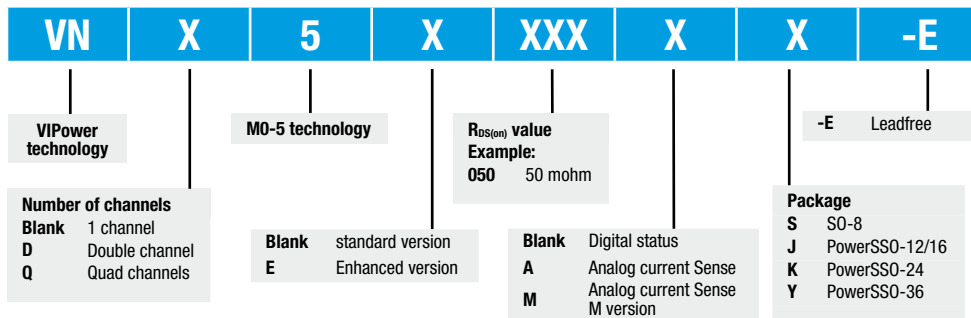 VN X 5 X XXX X X -E
VIPower
technology
M0-5 technology
RDS(on) value
Example:
050 50 mohm
-E Leadfree
Number of channels
Blank 1 channel
D Double channel
Q Quad channels
Blank standard version
E Enhanced version
Blank Digital status
A Analog current Sense
M Analog current Sense
M version
Package
S SO-8
J PowerSSO-12/16
K PowerSSO-24
Y PowerSSO-36